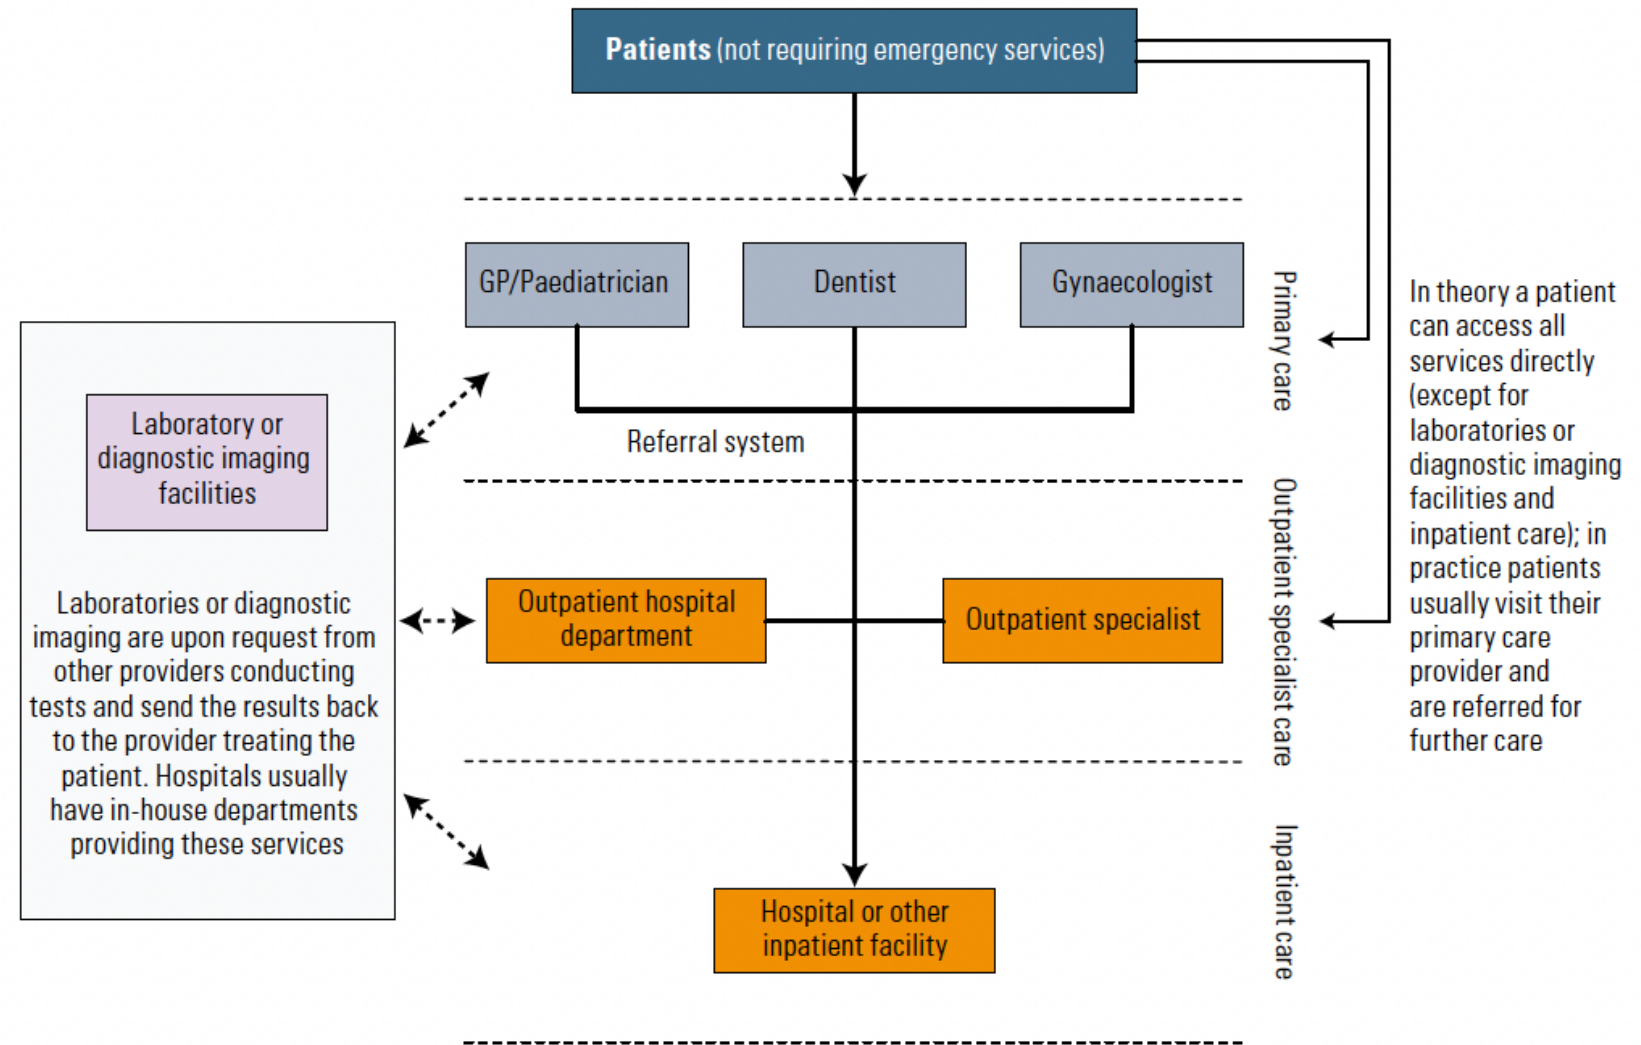 Patients (not requiring emergency services)
GP/Paediatrician
Dentist
Gynaecologist
Primary care
Referral system
Laboratory or
diagnostic imaging
facilities
Laboratories or diagnostic
imaging are upon request from
other providers conducting
tests and send the results back
to the provider treating the
patient. Hospitals usually
have in-house departments
providing these services
Outpatient hospital
department
Outpatient specialist
Outpatient specialist care
Hospital or other
inpatient facility
Inpatient care
In theory a patient
can access all
services directly
(except for
laboratories or
diagnostic imaging
facilities and
inpatient care); in
practice patients
usually visit their
primary care
provider and
are referred for
further care